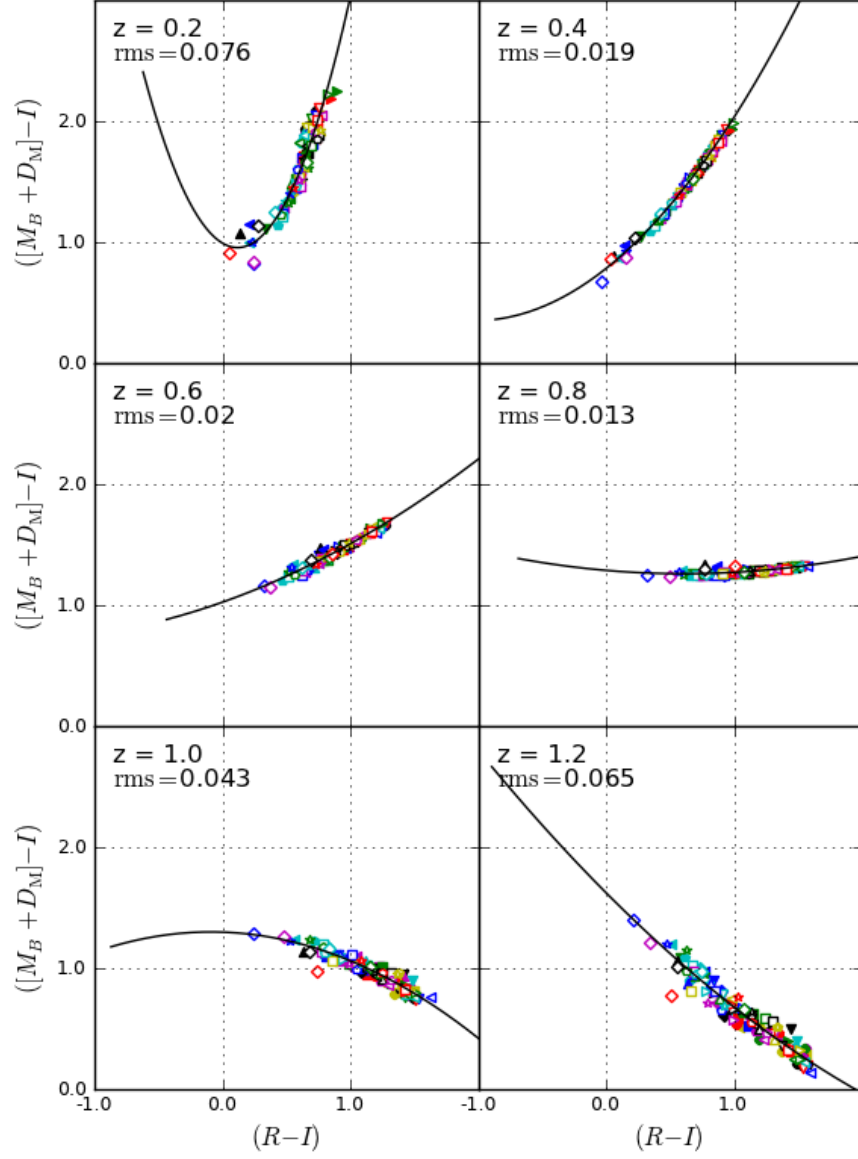 z = 0.2
rms=0.076
z = 0.4
rms=0.019
2.0
1.0
0.0
([M_B + D_M]−I)
z = 0.6
rms=0.02
z = 0.8
rms=0.013
2.0
1.0
0.0
([M_B + D_M]−I)
z = 1.0
rms=0.043
z = 1.2
rms=0.065
2.0
1.0
0.0
([M_B + D_M]−I)
-1.0 0.0 1.0 -1.0 0.0 1.0
(R−I) (R−I)